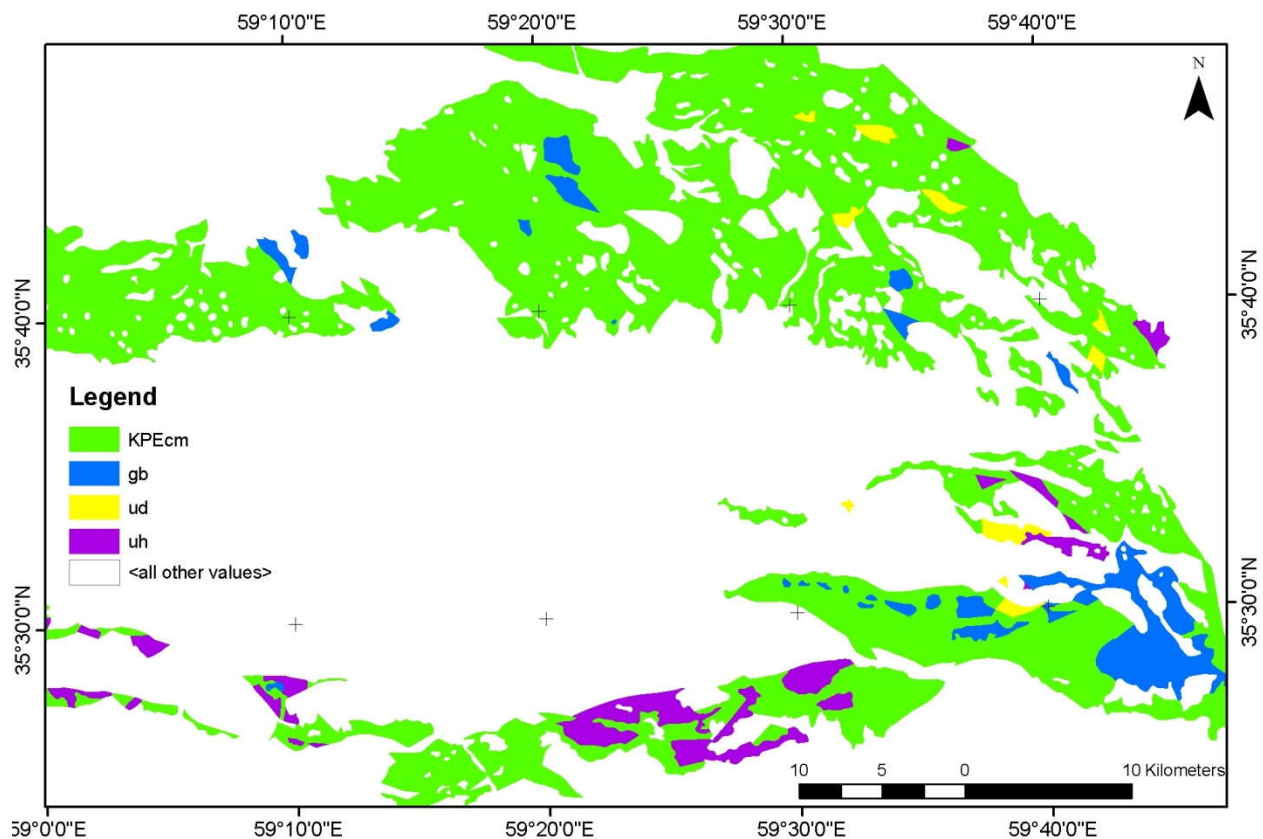 59°10'0"E 59°20'0"E 59°30'0"E 59°40'0"E
N
35°40'0"N
35°40'0"N
Legend
KPEcm
gb
ud
uh
<all other values>
35°30'0"N
35°30'0"N
10 5 0 10 Kilometers
59°0'0"E 59°10'0"E 59°20'0"E 59°30'0"E 59°40'0"E